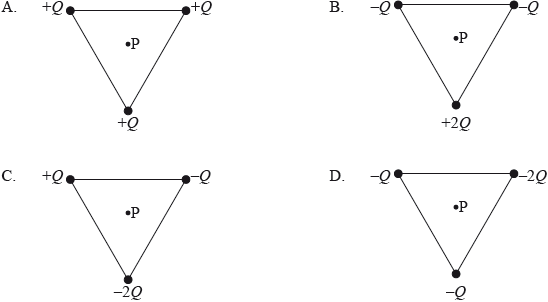 A. +Q +Q
P
+Q
B. –Q –Q
P
+2Q
C. +Q –Q
P
–2Q
D. –Q –2Q
P
–Q